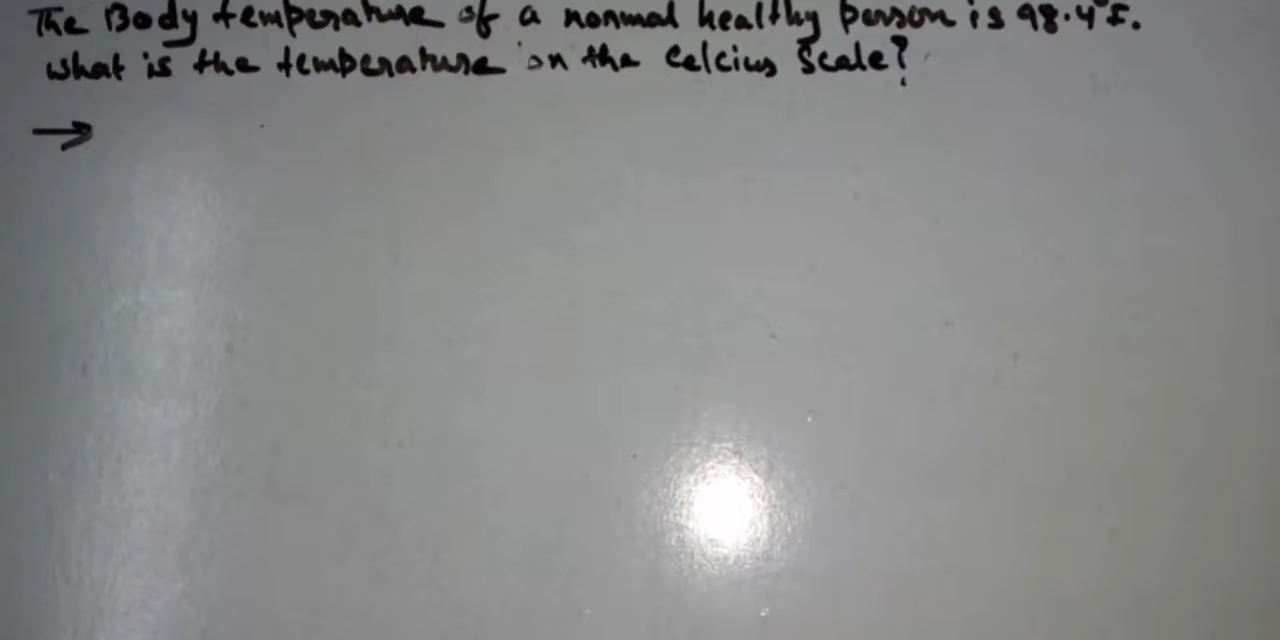 The Body temperature of a normal healthy person is 98.4°F.
what is the temperature on the Celcius Scale?
→